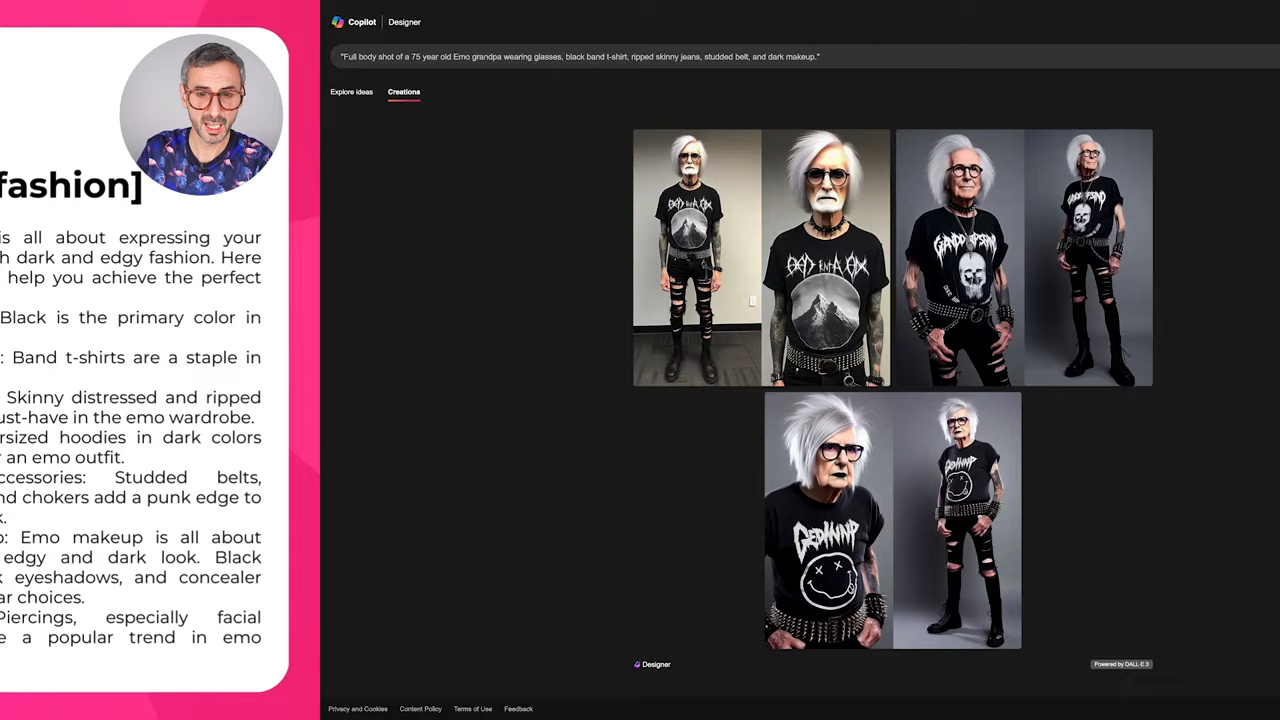 fashion]
is all about expressing your
h dark and edgy fashion. Here
help you achieve the perfect
Black is the primary color in
: Band t-shirts are a staple in
Skinny distressed and ripped
ust-have in the emo wardrobe.
rsized hoodies in dark colors
r an emo outfit.
ccessories: Studded belts,
nd chokers add a punk edge to
k.
p: Emo makeup is all about
edgy and dark look. Black
k eyeshadows, and concealer
ar choices.
Piercings, especially facial
e a popular trend in emo
Copilot | Designer
"Full body shot of a 75 year old Emo grandpa wearing glasses, black band t-shirt, ripped skinny jeans, studded belt, and dark makeup."
Explore ideas Creations
GEDINNP
Designer
Powered by DALL·E 3
Privacy and Cookies Content Policy Terms of Use Feedback